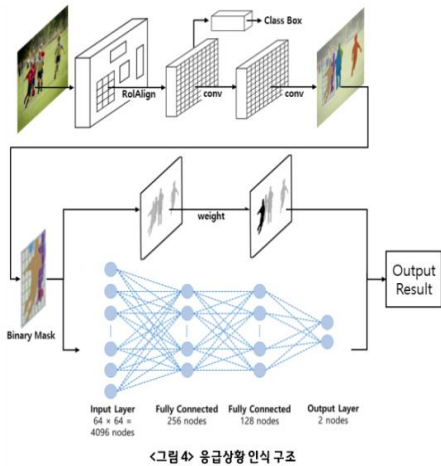 Class Box
RoIAlign
conv
conv
weight
Output
Result
Binary Mask
Input Layer
64 × 64 =
4096 nodes
Fully Connected
256 nodes
Fully Connected
128 nodes
Output Layer
2 nodes
<그림 4> 응급상황 인식 구조